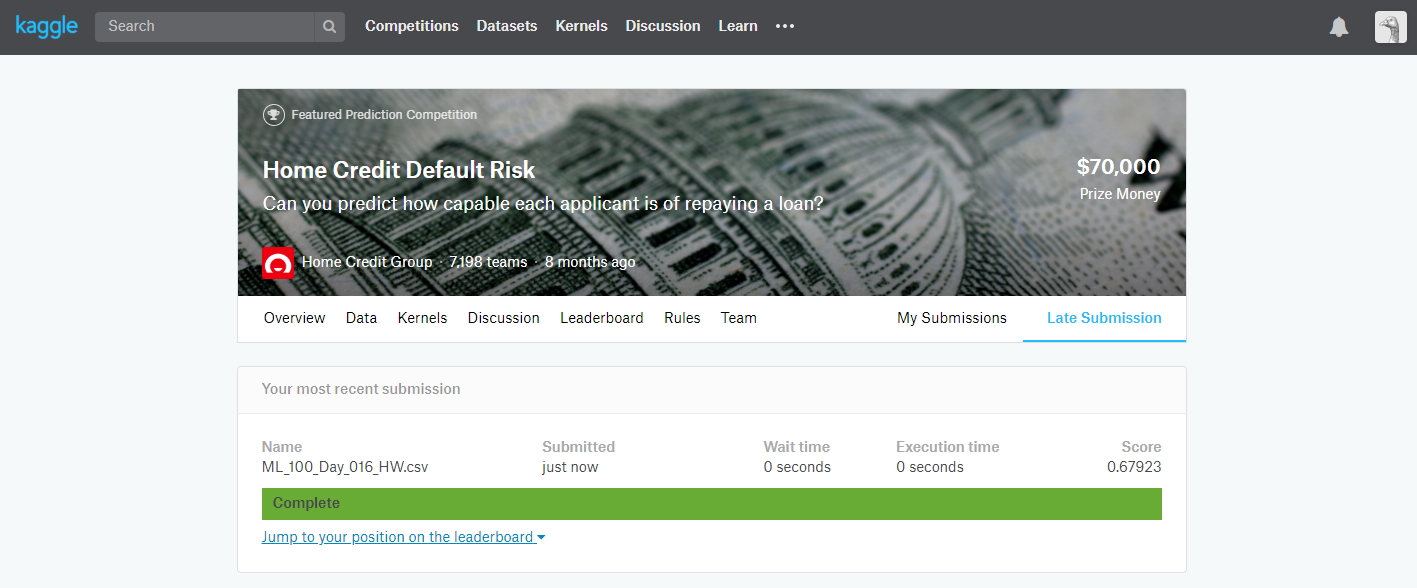 kaggle Search Competitions Datasets Kernels Discussion Learn
Featured Prediction Competition
Home Credit Default Risk
Can you predict how capable each applicant is of repaying a loan?
$70,000
Prize Money
Home Credit Group · 7,198 teams · 8 months ago
Overview Data Kernels Discussion Leaderboard Rules Team My Submissions Late Submission
Your most recent submission
Name Submitted Wait time Execution time Score
ML_100_Day_016_HW.csv just now 0 seconds 0 seconds 0.67923
Complete
Jump to your position on the leaderboard